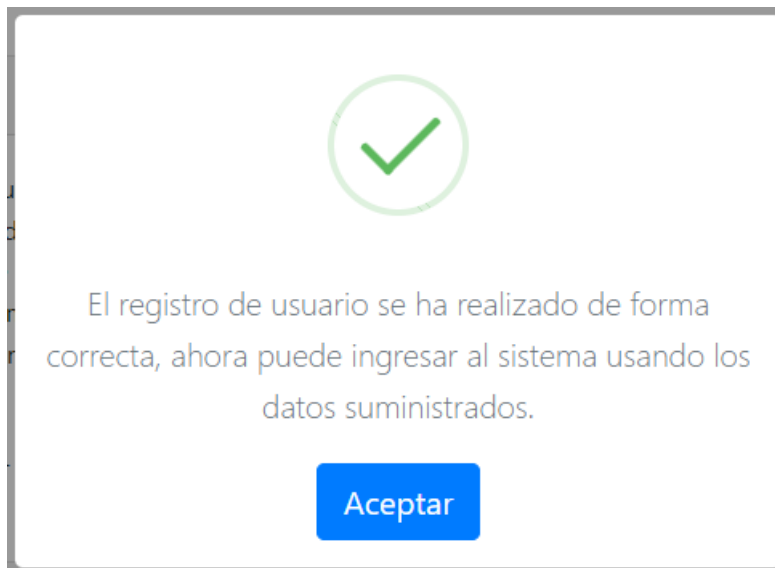 El registro de usuario se ha realizado de forma
correcta, ahora puede ingresar al sistema usando los
datos suministrados.
Aceptar